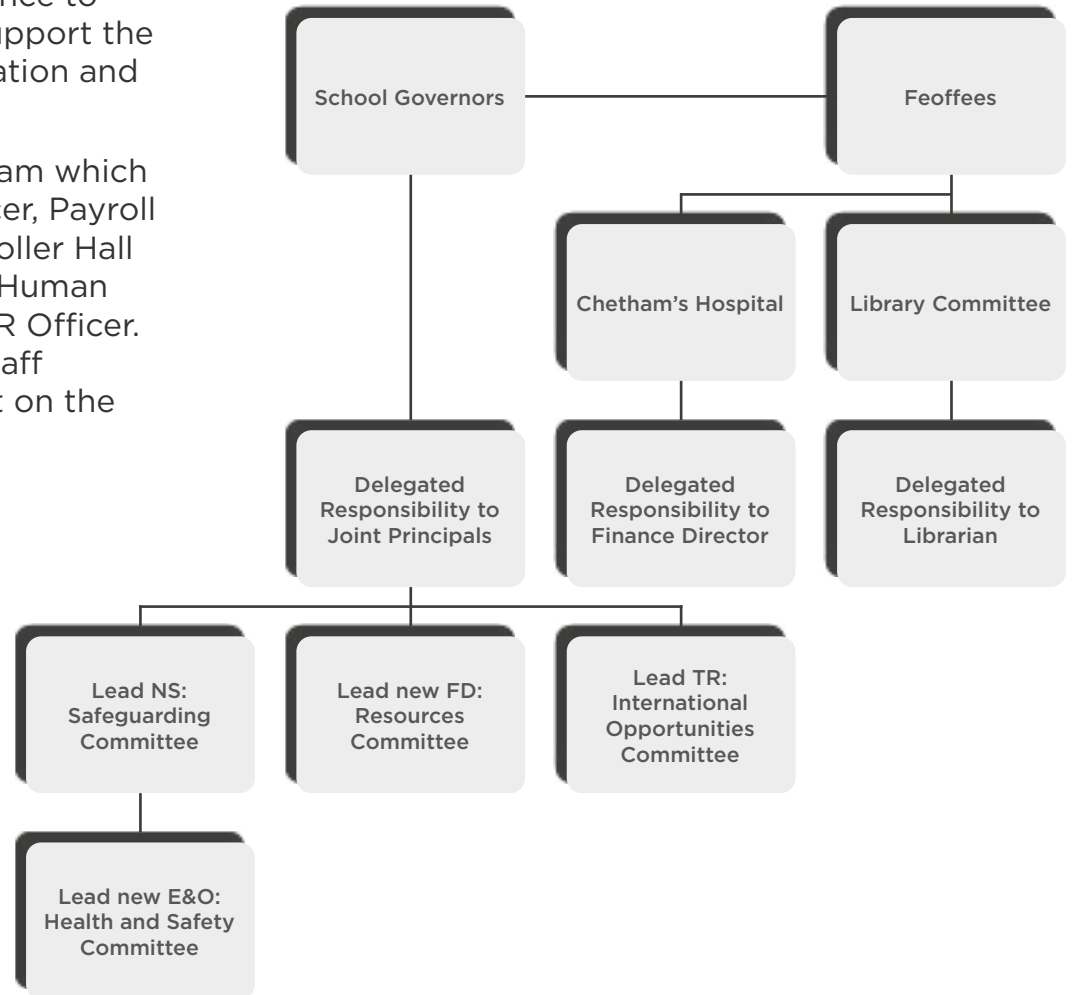 upport the
ation and
am which
cer, Payroll
oller Hall
Human
R Officer.
aff
t on the
School Governors
Feoffees
Chetham's Hospital
Library Committee
Delegated
Responsibility to
Joint Principals
Delegated
Responsibility to
Finance Director
Delegated
Responsibility to
Librarian
Lead NS:
Safeguarding
Committee
Lead new FD:
Resources
Committee
Lead TR:
International
Opportunities
Committee
Lead new E&O:
Health and Safety
Committee